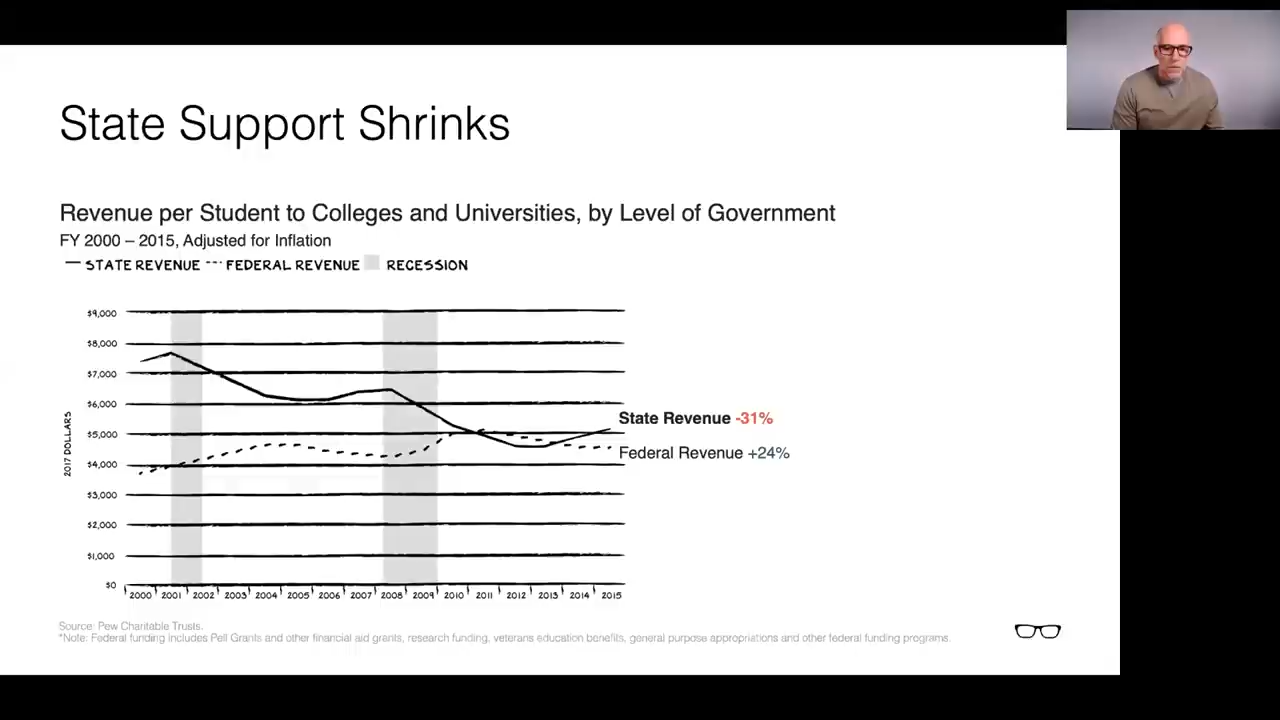 State Support Shrinks
Revenue per Student to Colleges and Universities, by Level of Government
FY 2000 – 2015, Adjusted for Inflation
STATE REVENUE FEDERAL REVENUE RECESSION
$9,000
$8,000
$7,000
$6,000
$5,000
$4,000
$3,000
$2,000
$1,000
$0
2017 DOLLARS
State Revenue -31%
Federal Revenue +24%
2000 2001 2002 2003 2004 2005 2006 2007 2008 2009 2010 2011 2012 2013 2014 2015
Source: Pew Charitable Trusts.
*Note: Federal funding includes Pell Grants and other financial aid grants, research funding, veterans education benefits, general purpose appropriations and other federal funding programs.